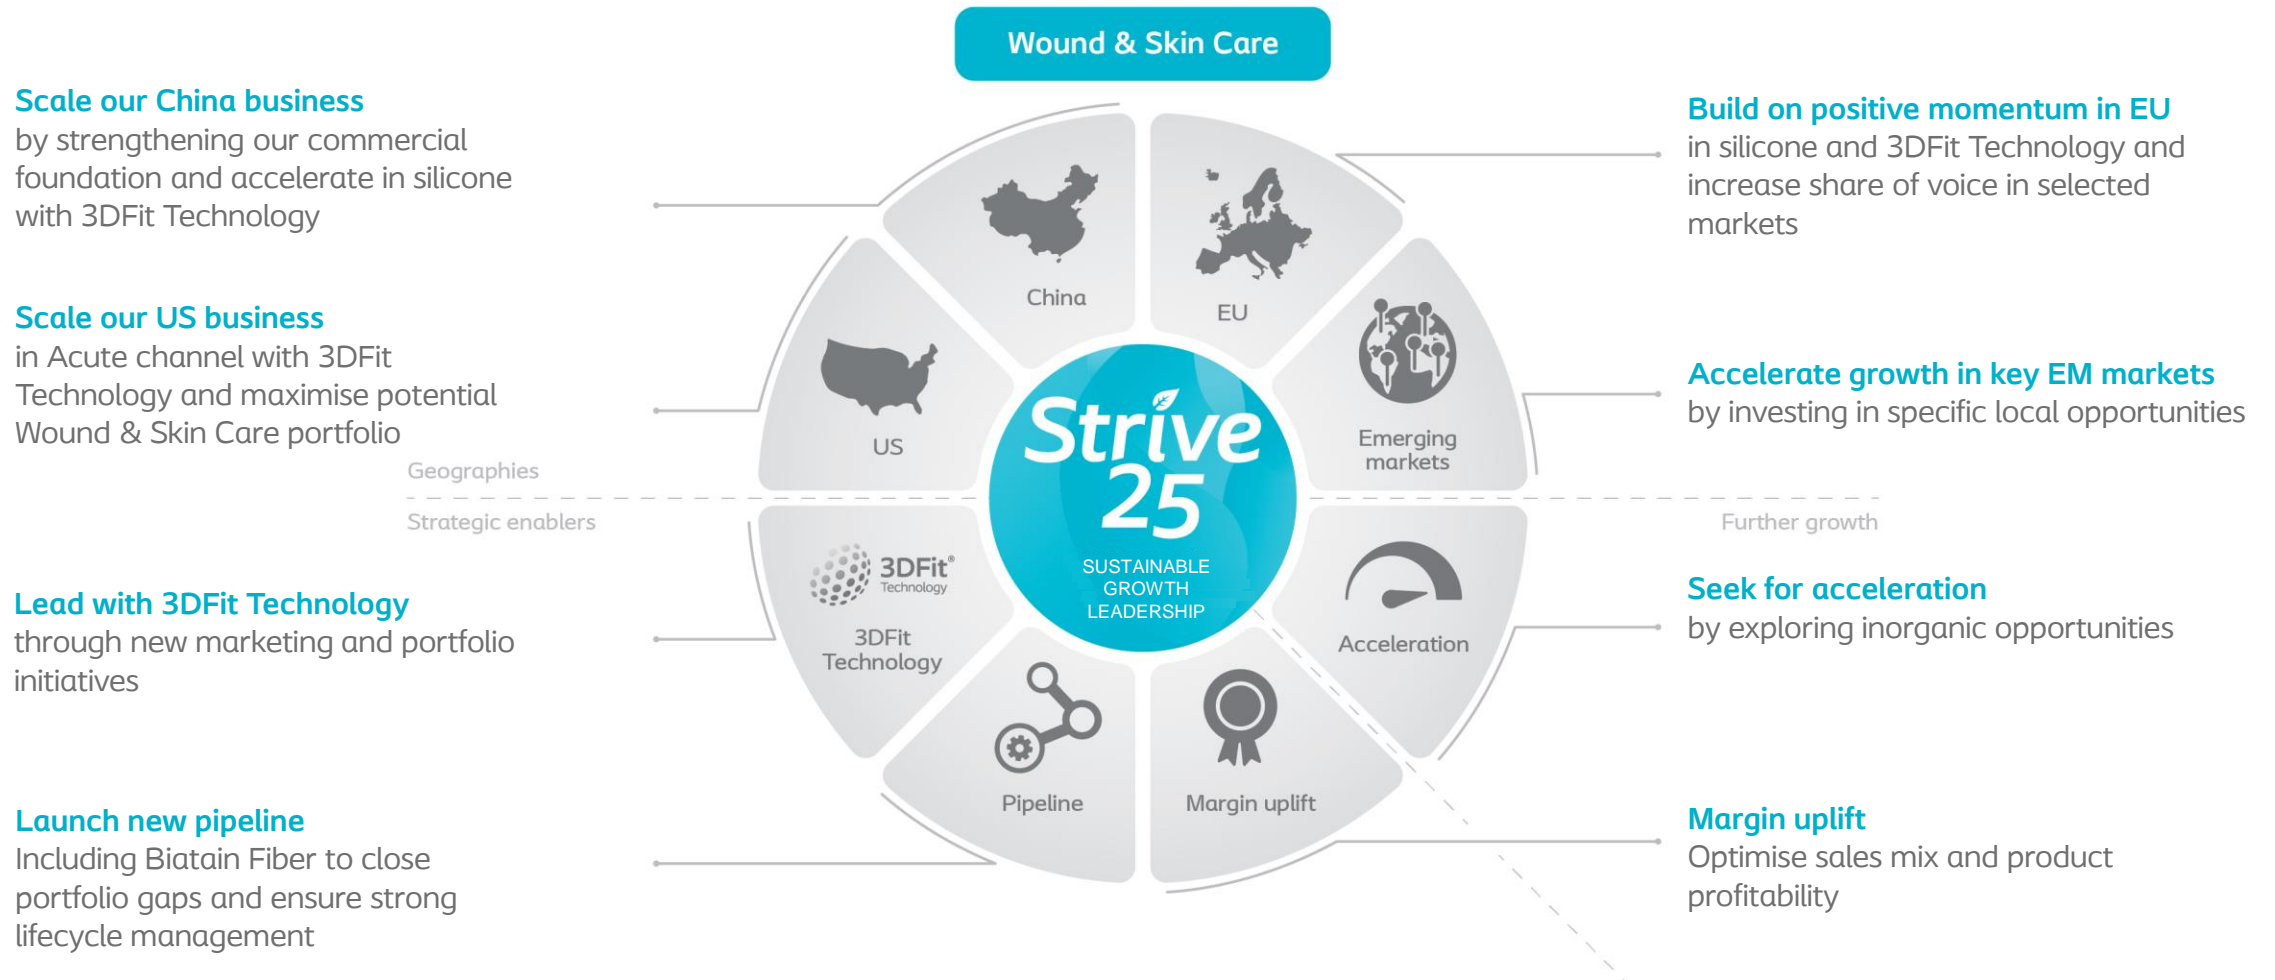 Wound & Skin Care
Scale our China business
by strengthening our commercial
foundation and accelerate in silicone
with 3DFit Technology
Scale our US business
in Acute channel with 3DFit
Technology and maximise potential
Wound & Skin Care portfolio
Geographies
Strategic enablers
Lead with 3DFit Technology
through new marketing and portfolio
initiatives
Launch new pipeline
Including Biatain Fiber to close
portfolio gaps and ensure strong
lifecycle management
China
EU
US
Emerging
markets
Strive
25
SUSTAINABLE
GROWTH
LEADERSHIP
3DFit®
Technology
3DFit
Technology
Acceleration
Pipeline
Margin uplift
Build on positive momentum in EU
in silicone and 3DFit Technology and
increase share of voice in selected
markets
Accelerate growth in key EM markets
by investing in specific local opportunities
Further growth
Seek for acceleration
by exploring inorganic opportunities
Margin uplift
Optimise sales mix and product
profitability